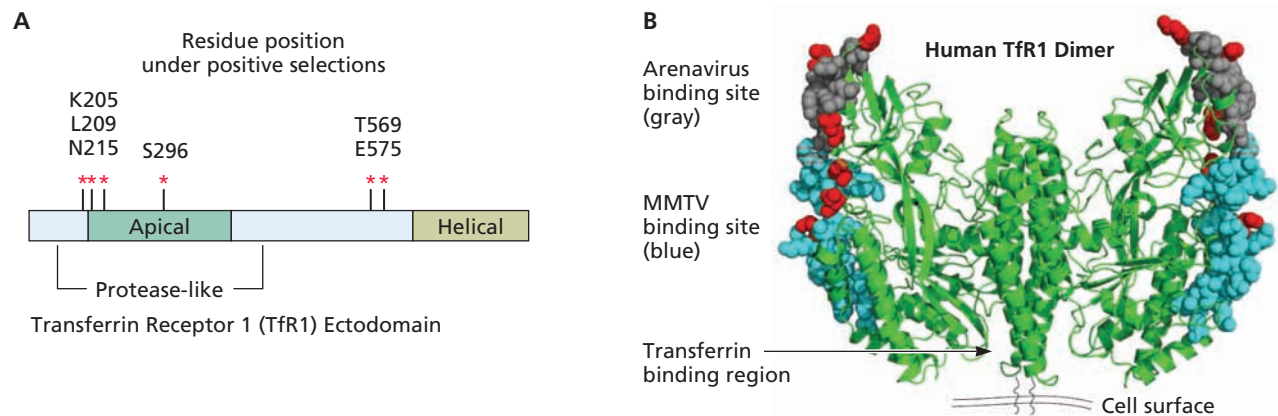 A
Residue position
under positive selections
K205
L209
N215
S296
T569
E575
* * *
*
* *
Apical
Helical
Protease-like
Transferrin Receptor 1 (TfR1) Ectodomain
B
Human TfR1 Dimer
Arenavirus
binding site
(gray)
MMTV
binding site
(blue)
Transferrin
binding region
Cell surface